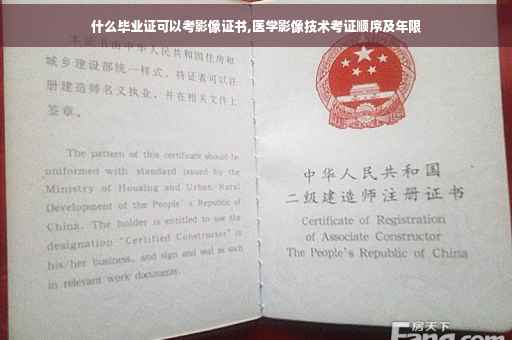 什么毕业证可以考影像证书,医学影像技术考证顺序及年限
书由中华人民共和国住房和
城乡建设部统一样式，持证者可以注
册建造师名义执业，并在相关文件上
签章。
The pattern of this certificate should be
uniformed with standard issued by the
Ministry of Housing and Urban Rural
Development of the People's Republic of
China. The holder is entitled to use the
designation "Certified Constructor" in
his/her business, and sign and seal as such
in relevant work documents.
中华人民共和国
二级建造师注册证书
Certificate of Registration
of Associate Constructor
The People's Republic of China
房天下
Fang.com